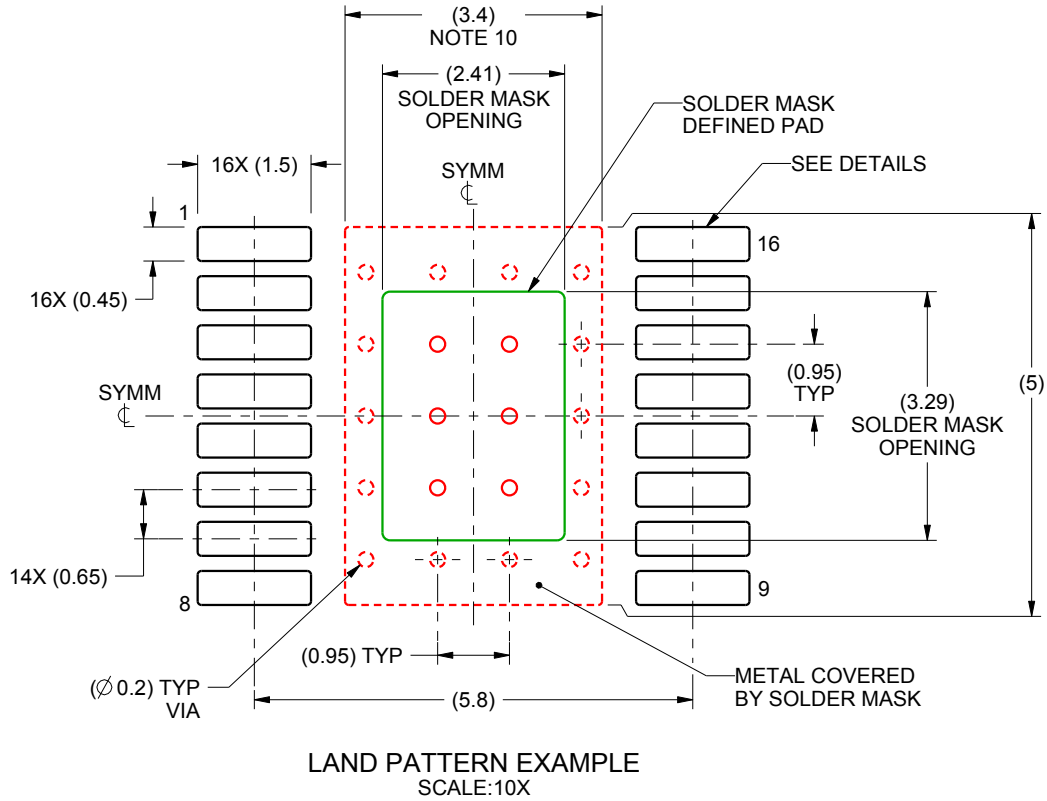 (3.4)
NOTE 10
(2.41)
SOLDER MASK
OPENING
SOLDER MASK
DEFINED PAD
16X (1.5)
SYMM
℄
SEE DETAILS
1
16
16X (0.45)
(0.95)
TYP
(5)
SYMM
℄
(3.29)
SOLDER MASK
OPENING
14X (0.65)
8
9
(0.95) TYP
(∅ 0.2) TYP
VIA
(5.8)
METAL COVERED
BY SOLDER MASK
LAND PATTERN EXAMPLE
SCALE:10X